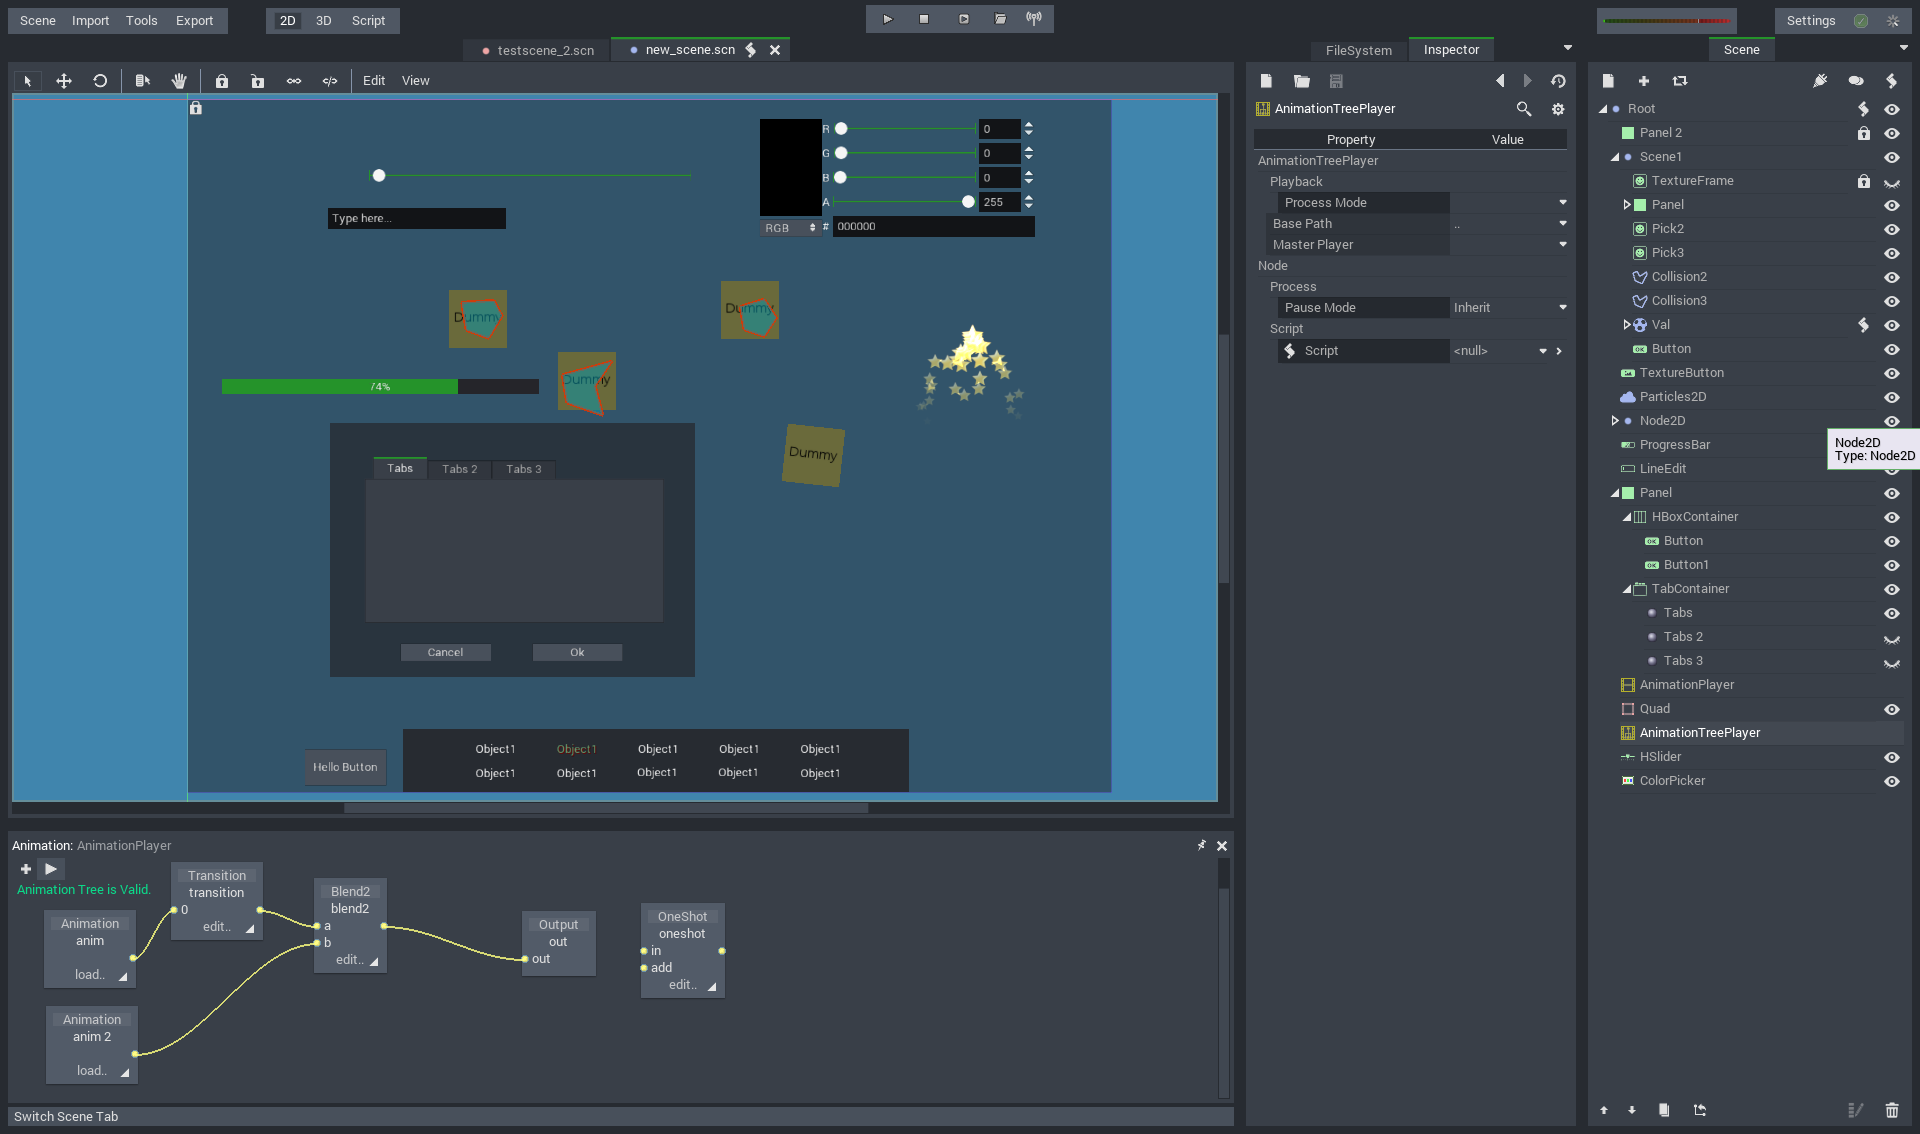 Scene Import Tools Export
2D 3D Script
Settings
testscene_2.scn
new_scene.scn
FileSystem
Inspector
Scene
Edit View
R 0
G 0
B 0
A 255
RGB # 000000
Type here...
Dummy
Dummy
Dummy
Dummy
74%
Tabs Tabs 2 Tabs 3
Cancel Ok
Hello Button
Object1 Object1 Object1 Object1 Object1
Object1 Object1 Object1 Object1 Object1
Animation: AnimationPlayer
Animation Tree is Valid.
Animation
anim
load..
Transition
transition
0
edit..
Animation
anim 2
load..
Blend2
blend2
a
b
edit..
Output
out
out
OneShot
oneshot
in
add
edit..
Switch Scene Tab
AnimationTreePlayer
Property Value
AnimationTreePlayer
Playback
Process Mode
Base Path ..
Master Player
Node
Process
Pause Mode Inherit
Script
Script <null>
Root
Panel 2
Scene1
TextureFrame
Panel
Pick2
Pick3
Collision2
Collision3
Val
Button
TextureButton
Particles2D
Node2D
ProgressBar
Node2D
Type: Node2D
LineEdit
Panel
HBoxContainer
OK Button
OK Button1
TabContainer
Tabs
Tabs 2
Tabs 3
AnimationPlayer
Quad
AnimationTreePlayer
HSlider
ColorPicker